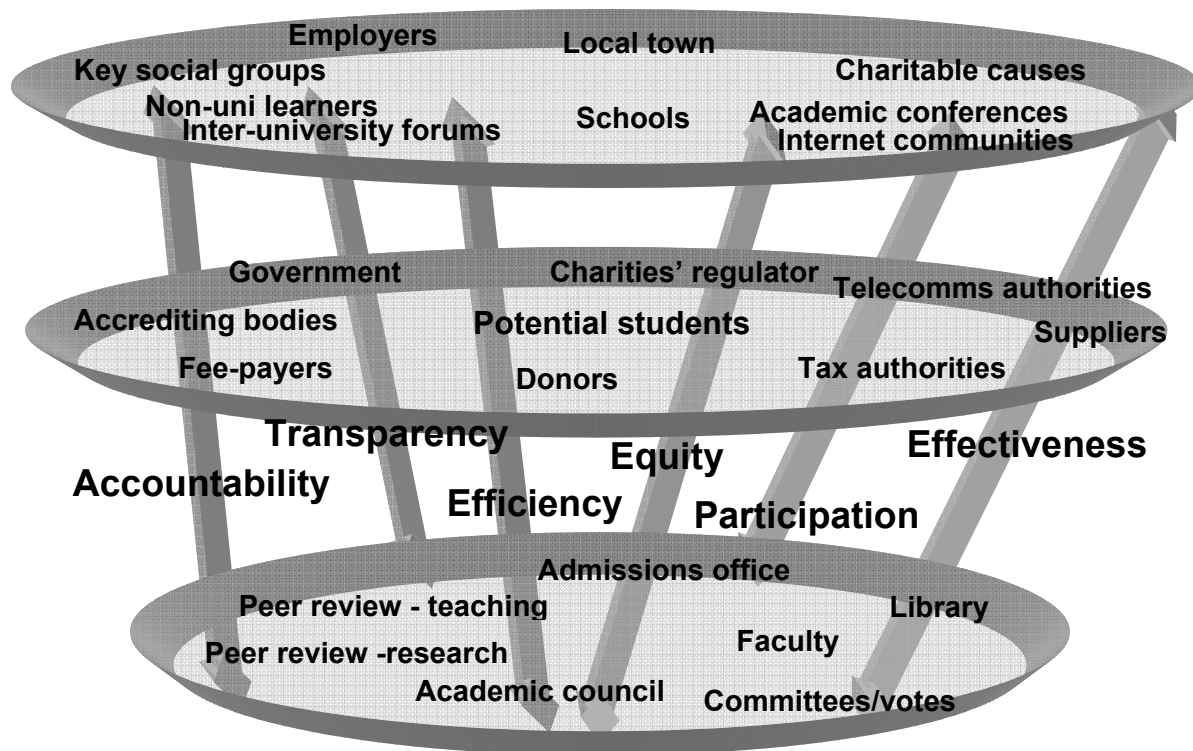 Employers
Local town
Key social groups
Charitable causes
Non-uni learners
Schools
Academic conferences
Inter-university forums
Internet communities
Government
Charities’ regulator
Telecomms authorities
Accrediting bodies
Potential students
Suppliers
Fee-payers
Donors
Tax authorities
Transparency
Equity
Effectiveness
Accountability
Efficiency
Participation
Admissions office
Peer review - teaching
Library
Peer review -research
Faculty
Academic council
Committees/votes